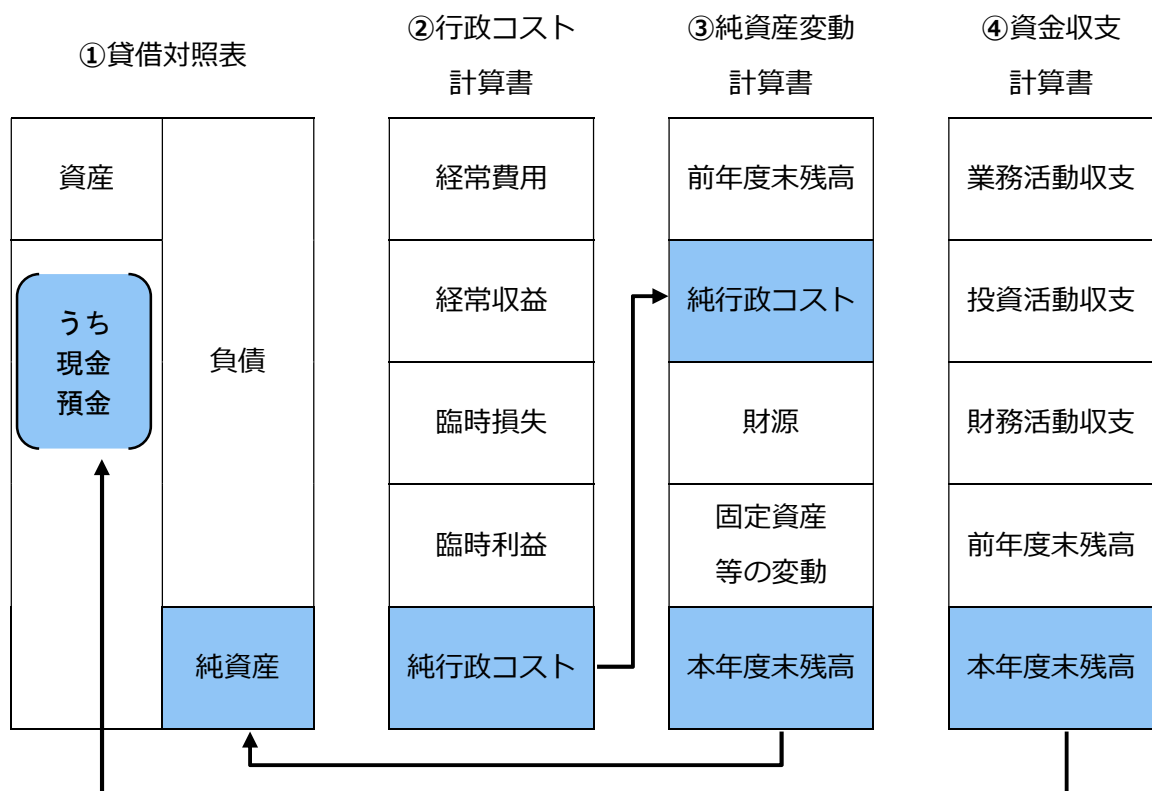 ①貸借対照表
資産
うち
現金
預金
負債
純資産
②行政コスト
計算書
経常費用
経常収益
臨時損失
臨時利益
純行政コスト
③純資産変動
計算書
前年度末残高
純行政コスト
財源
固定資産
等の変動
本年度末残高
④資金収支
計算書
業務活動収支
投資活動収支
財務活動収支
前年度末残高
本年度末残高